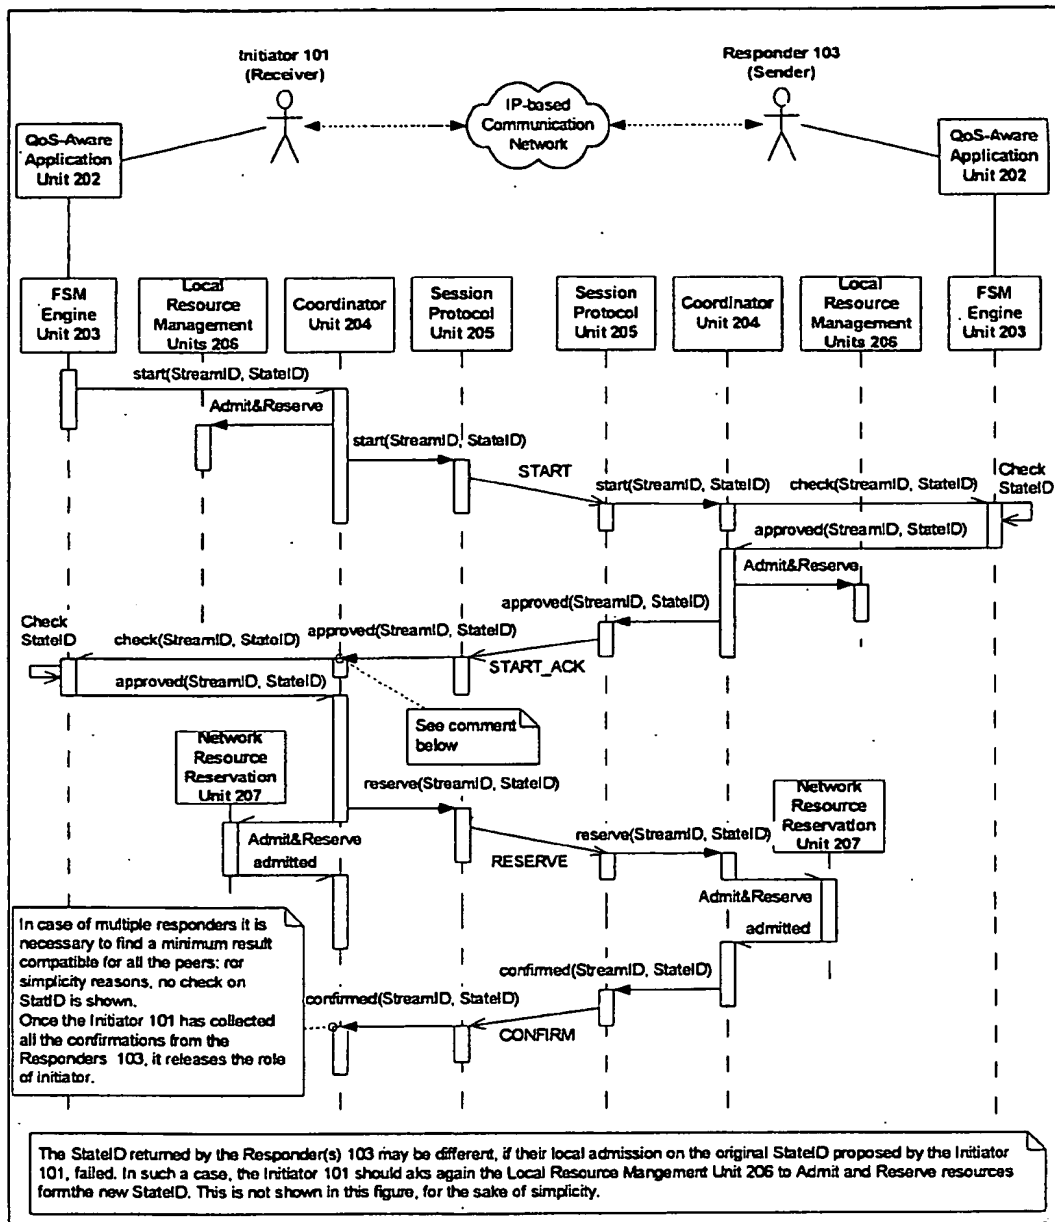 Initiator 101
(Receiver)
Responder 103
(Sender)
IP-based
Communication
Network
QoS-Aware
Application
Unit 202
QoS-Aware
Application
Unit 202
FSM
Engine
Unit 203
Local
Resource
Management
Units 206
Coordinator
Unit 204
Session
Protocol
Unit 205
Session
Protocol
Unit 205
Coordinator
Unit 204
Local
Resource
Management
Units 206
FSM
Engine
Unit 203
start(StreamID, StateID)
Admit&Reserve
start(StreamID, StateID)
START
start(StreamID, StateID)
check(StreamID, StateID)
Check
StateID
approved(StreamID, StateID)
Admit&Reserve
approved(StreamID, StateID)
START_ACK
approved(StreamID, StateID)
check(StreamID, StateID)
Check
StateID
approved(StreamID, StateID)
See comment
below
Network
Resource
Reservation
Unit 207
reserve(StreamID, StateID)
Admit&Reserve
admitted
RESERVE
reserve(StreamID, StateID)
Network
Resource
Reservation
Unit 207
Admit&Reserve
admitted
confirmed(StreamID, StateID)
CONFIRM
confirmed(StreamID, StateID)
In case of multiple responders it is
necessary to find a minimum result
compatible for all the peers: ror
simplicity reasons, no check on
StatID is shown.
Once the Initiator 101 has collected
all the confirmations from the
Responders 103, it releases the role
of initiator.
The StateID returned by the Responder(s) 103 may be different, if their local admission on the original StateID proposed by the Initiator
101, failed. In such a case, the Initiator 101 should aks again the Local Resource Mangement Unit 206 to Admit and Reserve resources
formthe new StateID. This is not shown in this figure, for the sake of simplicity.